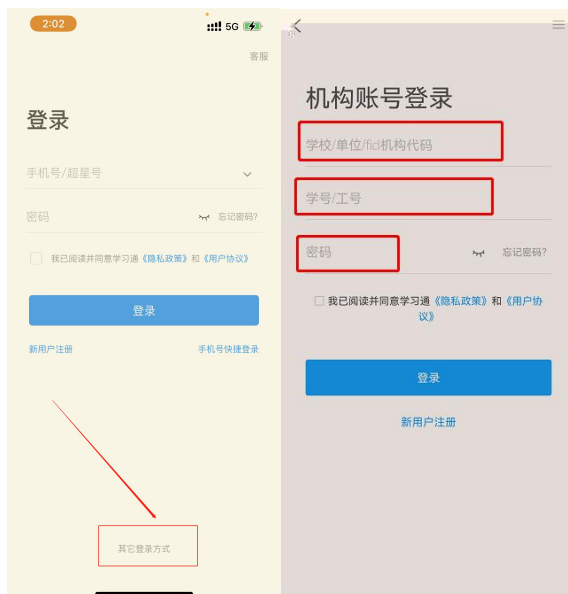 2:02
5G
客服
登录
手机号/超星号
密码
忘记密码?
我已阅读并同意学习通《隐私政策》和《用户协议》
登录
新用户注册
手机号快捷登录
其它登录方式
机构账号登录
学校/单位/fid机构代码
学号/工号
密码
忘记密码?
我已阅读并同意学习通《隐私政策》和《用户协
议》
登录
新用户注册